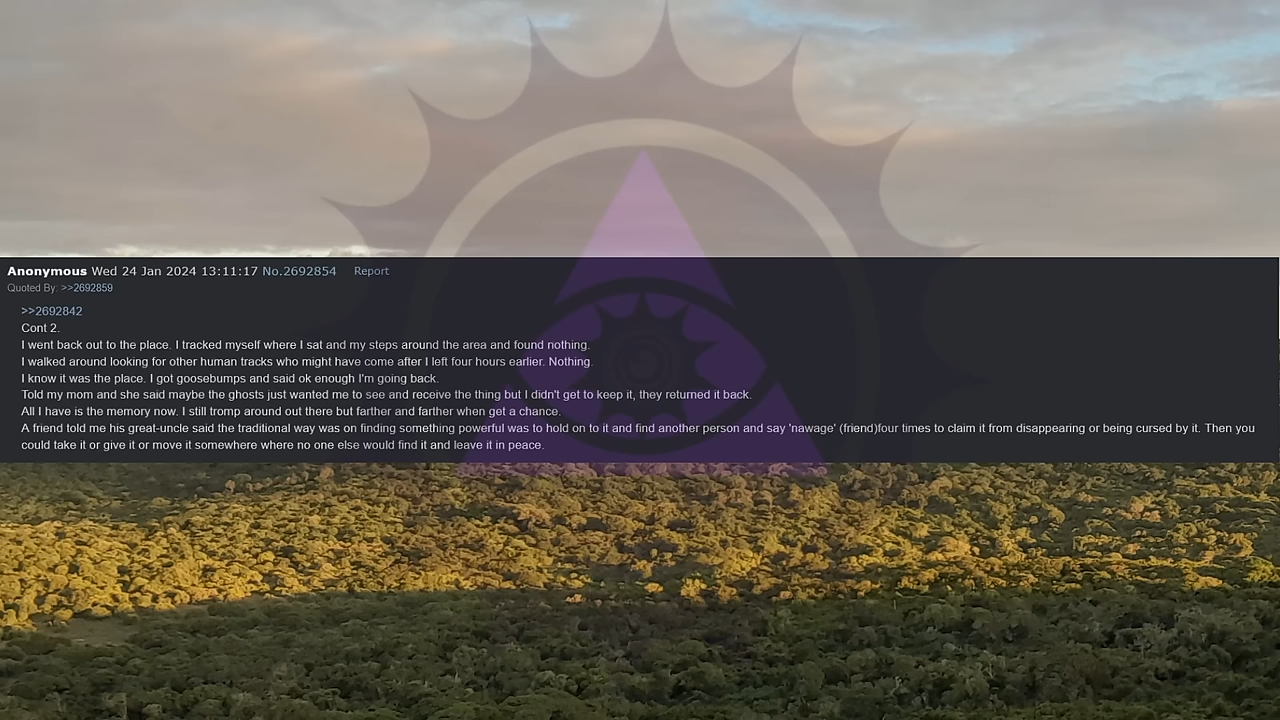 Anonymous Wed 24 Jan 2024 13:11:17 No.2692854 Report
Quoted By: >>2692859
>>2692842
Cont 2.
I went back out to the place. I tracked myself where I sat and my steps around the area and found nothing.
I walked around looking for other human tracks who might have come after I left four hours earlier. Nothing.
I know it was the place. I got goosebumps and said ok enough I'm going back.
Told my mom and she said maybe the ghosts just wanted me to see and receive the thing but I didn't get to keep it, they returned it back.
All I have is the memory now. I still tromp around out there but farther and farther when get a chance.
A friend told me his great-uncle said the traditional way was on finding something powerful was to hold on to it and find another person and say 'nawage' (friend)four times to claim it from disappearing or being cursed by it. Then you
could take it or give it or move it somewhere where no one else would find it and leave it in peace.